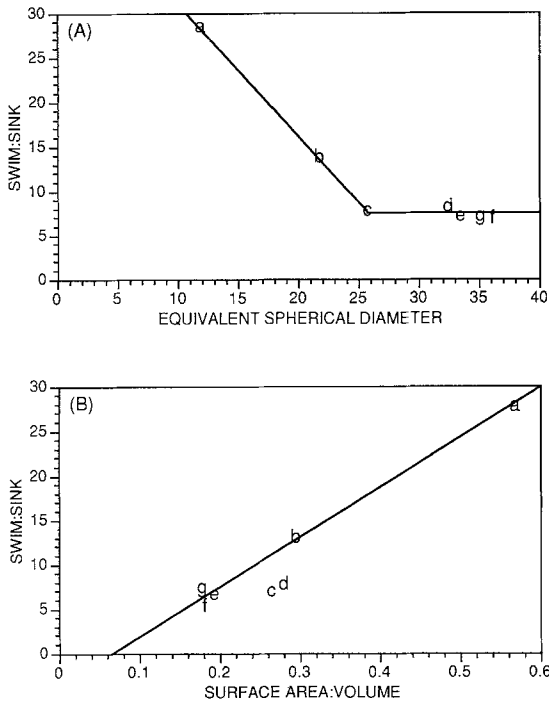 (A)
30
25
20
15
10
5
0
SWIM:SINK
a
b
c
d
e
g
f
0 5 10 15 20 25 30 35 40
EQUIVALENT SPHERICAL DIAMETER
(B)
30
25
20
15
10
5
0
SWIM:SINK
a
b
g
e
f
c
d
0 0.1 0.2 0.3 0.4 0.5 0.6
SURFACE AREA:VOLUME